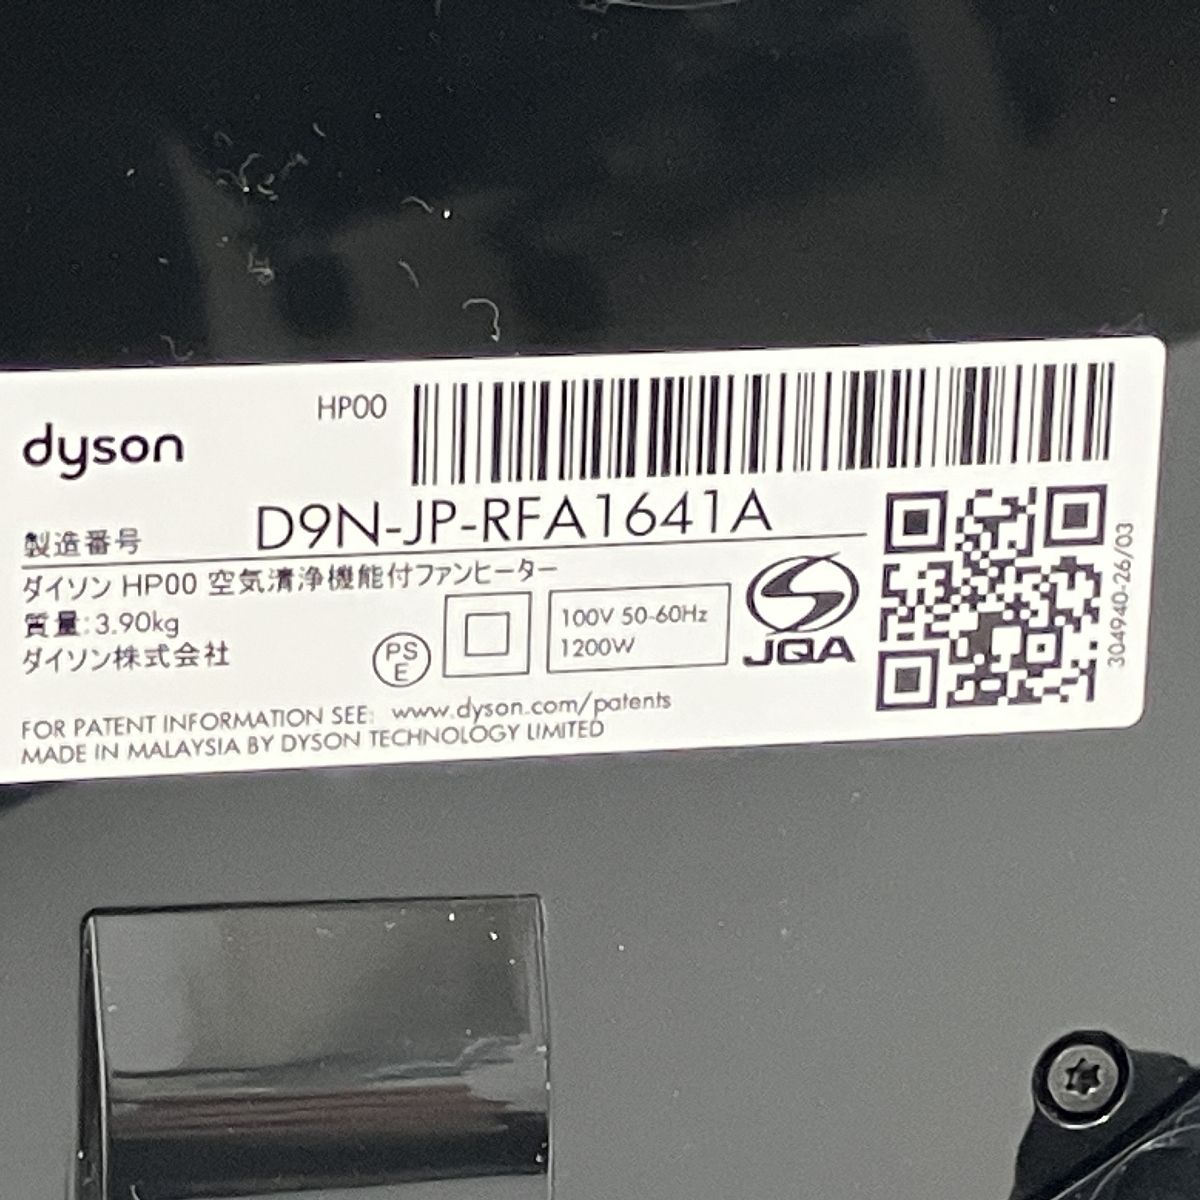 HP00
dyson
製造番号 D9N-JP-RFA1641A
ダイソン HP00 空気清浄機能付ファンヒーター
質量:3.90kg
ダイソン株式会社
PS
E
100V 50-60Hz
1200W
JQA
304940-26/03
FOR PATENT INFORMATION SEE: www.dyson.com/patents
MADE IN MALAYSIA BY DYSON TECHNOLOGY LIMITED